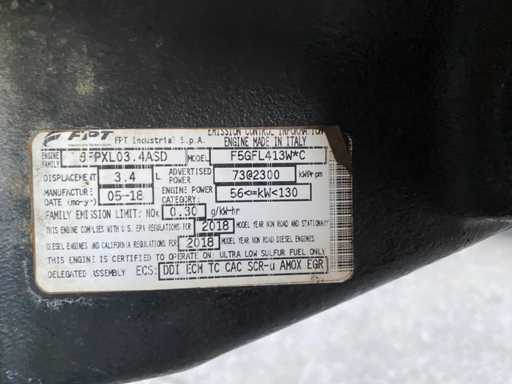 FPT
FPT Industrial S.p.A.
EMISSION CONTROL INFORMATION
ENGINE MADE IN ITALY
ENGINE FAMILY: JFPXL03.4ASD MODEL: F5GFL413W*C
DISPLACEMENT 3.4 L ADVERTISED POWER 73@2300 kW@rpm
MANUF. DATE (mo-yr) 05-18 ENGINE POWER CATEGORY: 56<=kW<130
FAMILY EMISSION LIMIT: NOx 0.30 g/kW-hr
THIS ENGINE COMPLIES WITH U.S. EPA REGULATIONS FOR 2018 MODEL YEAR NON ROAD AND STATIONARY
DIESEL ENGINES AND CALIFORNIA REGULATIONS FOR 2018 MODEL YEAR NON ROAD DIESEL ENGINES.
THIS ENGINE IS CERTIFIED TO OPERATE ON: ULTRA LOW SULFUR FUEL ONLY
DELEGATED ASSEMBLY ECS: DDI ECM TC CAC SCR-u AMOX EGR